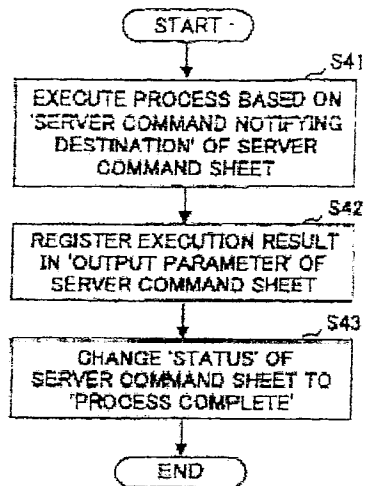 START
S41
EXECUTE PROCESS BASED ON
'SERVER COMMAND NOTIFYING
DESTINATION' OF SERVER
COMMAND SHEET
S42
REGISTER EXECUTION RESULT
IN 'OUTPUT PARAMETER' OF
SERVER COMMAND SHEET
S43
CHANGE 'STATUS' OF
SERVER COMMAND SHEET TO
'PROCESS COMPLETE'
END